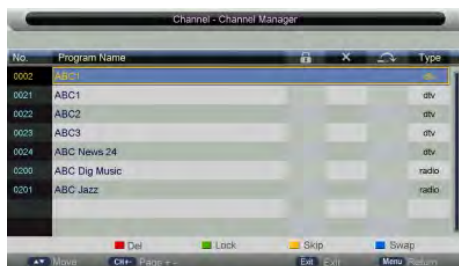 Channel - Channel Manager
No. Program Name Type
0002 ABC1 dtv
0021 ABC1 dtv
0022 ABC2 dtv
0023 ABC3 dtv
0024 ABC News 24 dtv
0200 ABC Dig Music radio
0201 ABC Jazz radio
Del Lock Skip Swap
Move CH+- Page + - Exit Exit Menu Return